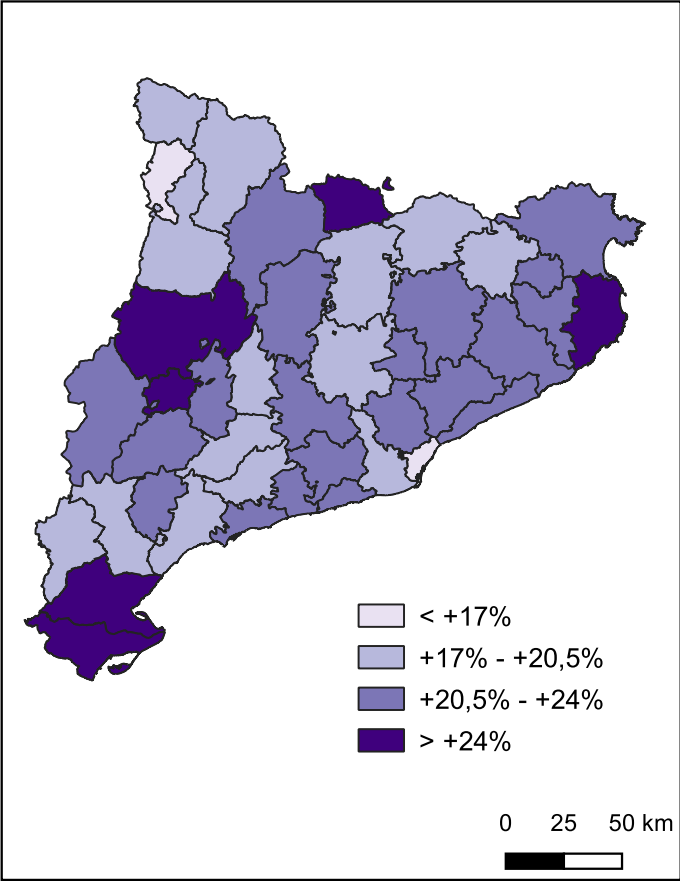 < +17%
+17% - +20,5%
+20,5% - +24%
> +24%
0 25 50 km